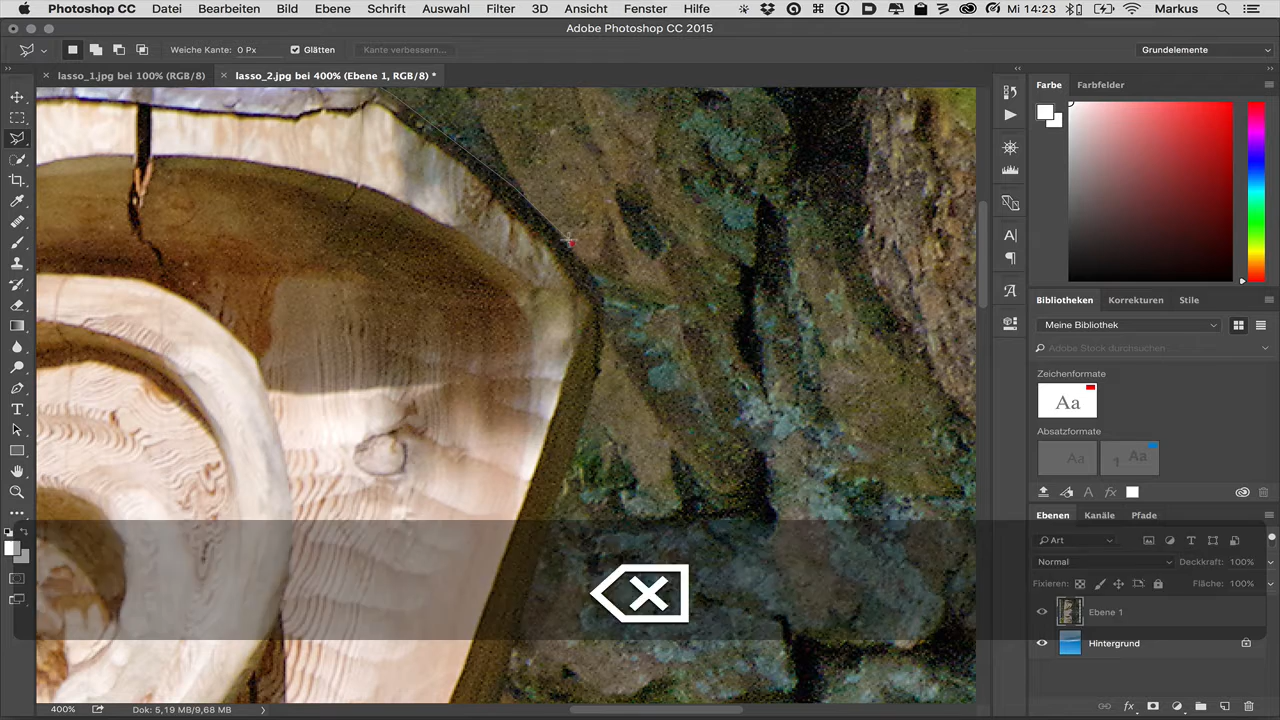 Photoshop CC Datei Bearbeiten Bild Ebene Schrift Auswahl Filter 3D Ansicht Fenster Hilfe Mi 14:23 Markus
Adobe Photoshop CC 2015
Weiche Kante: 0 Px Glätten Kante verbessern... Grundelemente
lasso_1.jpg bei 100% (RGB/8) lasso_2.jpg bei 400% (Ebene 1, RGB/8) *
Farbe Farbfelder
Bibliotheken Korrekturen Stile
Meine Bibliothek
Adobe Stock durchsuchen
Zeichenformate
Aa
Absatzformate
Aa 1 Aa
Ebenen Kanäle Pfade
Art
Normal Deckkraft: 100%
Fixieren: Fläche: 100%
Ebene 1
Hintergrund
400% Dok: 5,19 MB/9,68 MB